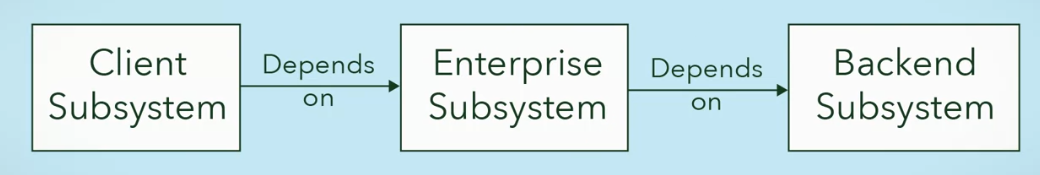 Client
Subsystem
Depends
on
Enterprise
Subsystem
Depends
on
Backend
Subsystem